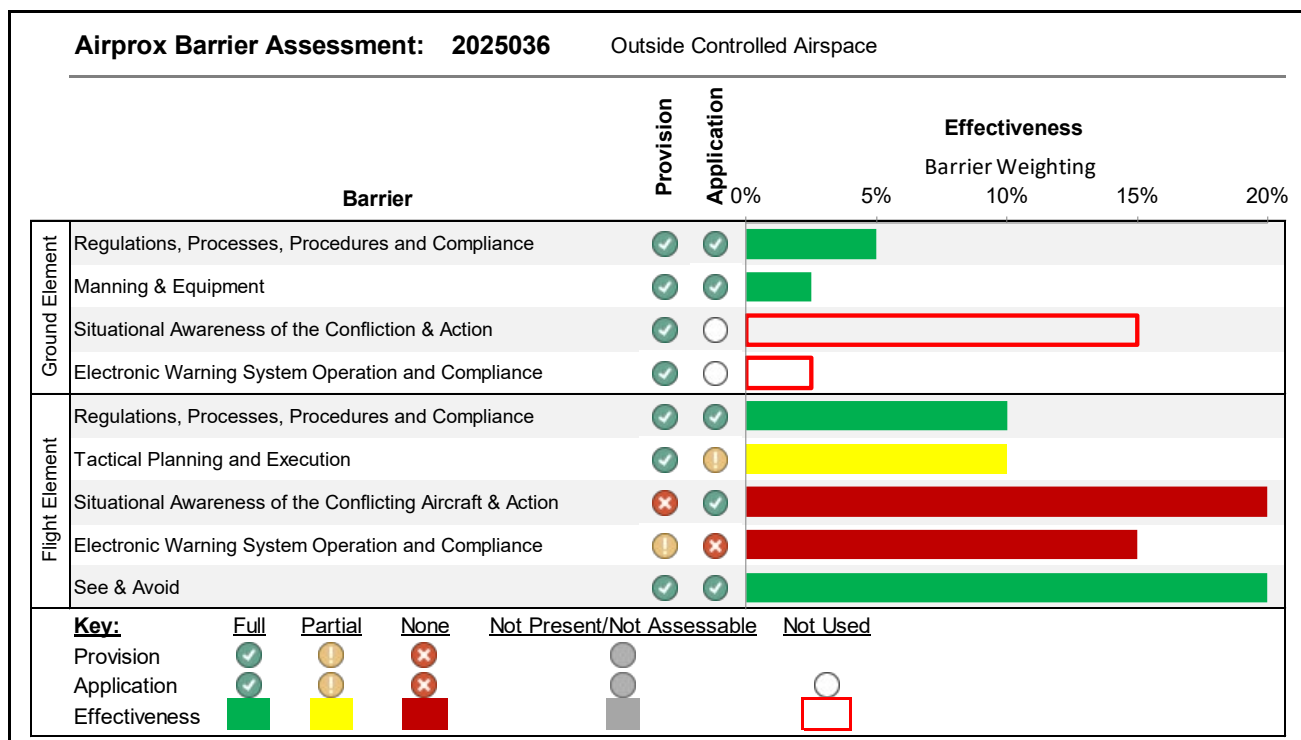 Airprox Barrier Assessment: 2025036 Outside Controlled Airspace
Barrier
Provision
Application
Effectiveness
Barrier Weighting
0% 5% 10% 15% 20%
Ground Element
Regulations, Processes, Procedures and Compliance
Manning & Equipment
Situational Awareness of the Confliction & Action
Electronic Warning System Operation and Compliance
Flight Element
Regulations, Processes, Procedures and Compliance
Tactical Planning and Execution
Situational Awareness of the Conflicting Aircraft & Action
Electronic Warning System Operation and Compliance
See & Avoid
Key: Full Partial None Not Present/Not Assessable Not Used
Provision
Application
Effectiveness